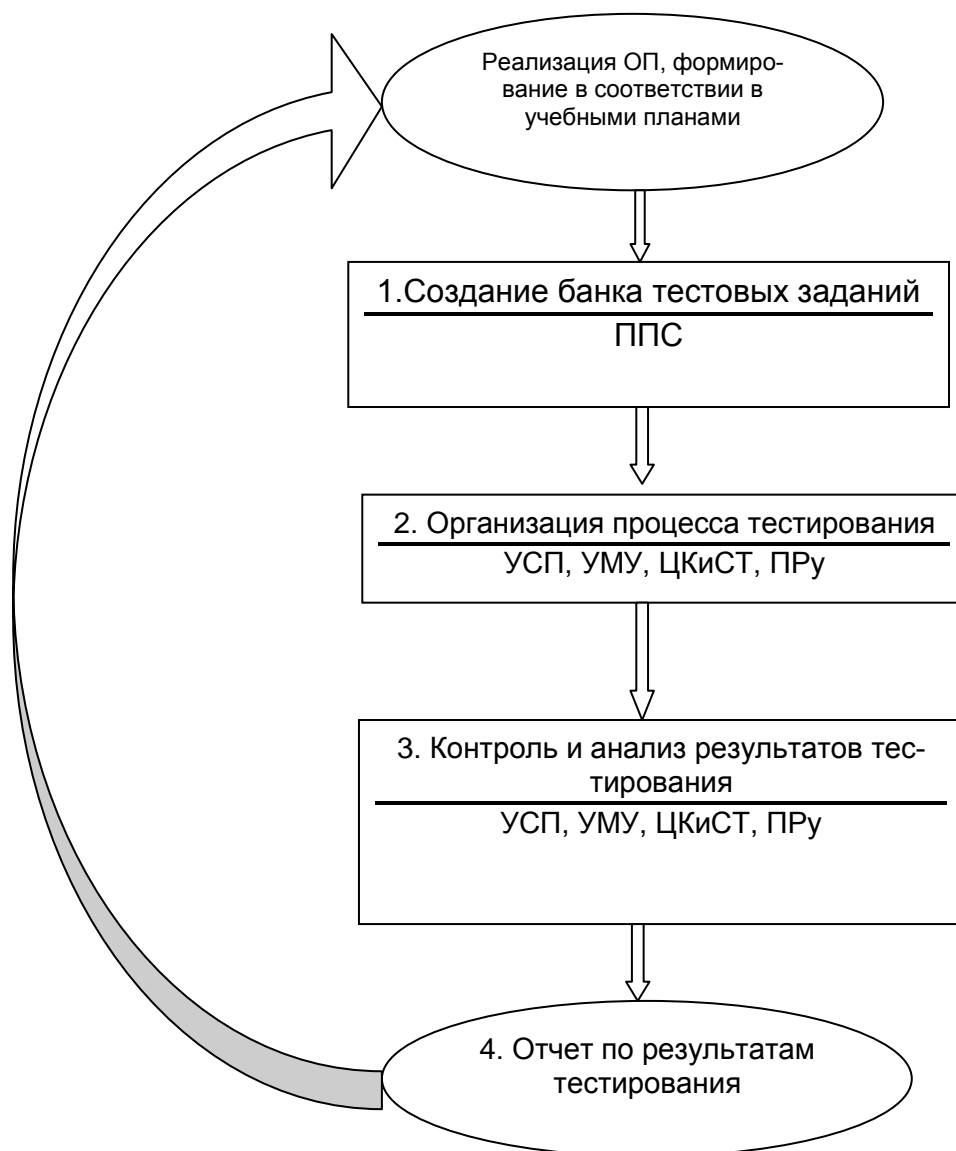 Реализация ОП, формиро-
вание в соответствии в
учебными планами
1.Создание банка тестовых заданий
ППС
2. Организация процесса тестирования
УСП, УМУ, ЦКиСТ, ПРу
3. Контроль и анализ результатов тес-
тирования
УСП, УМУ, ЦКиСТ, ПРу
4. Отчет по результатам
тестирования